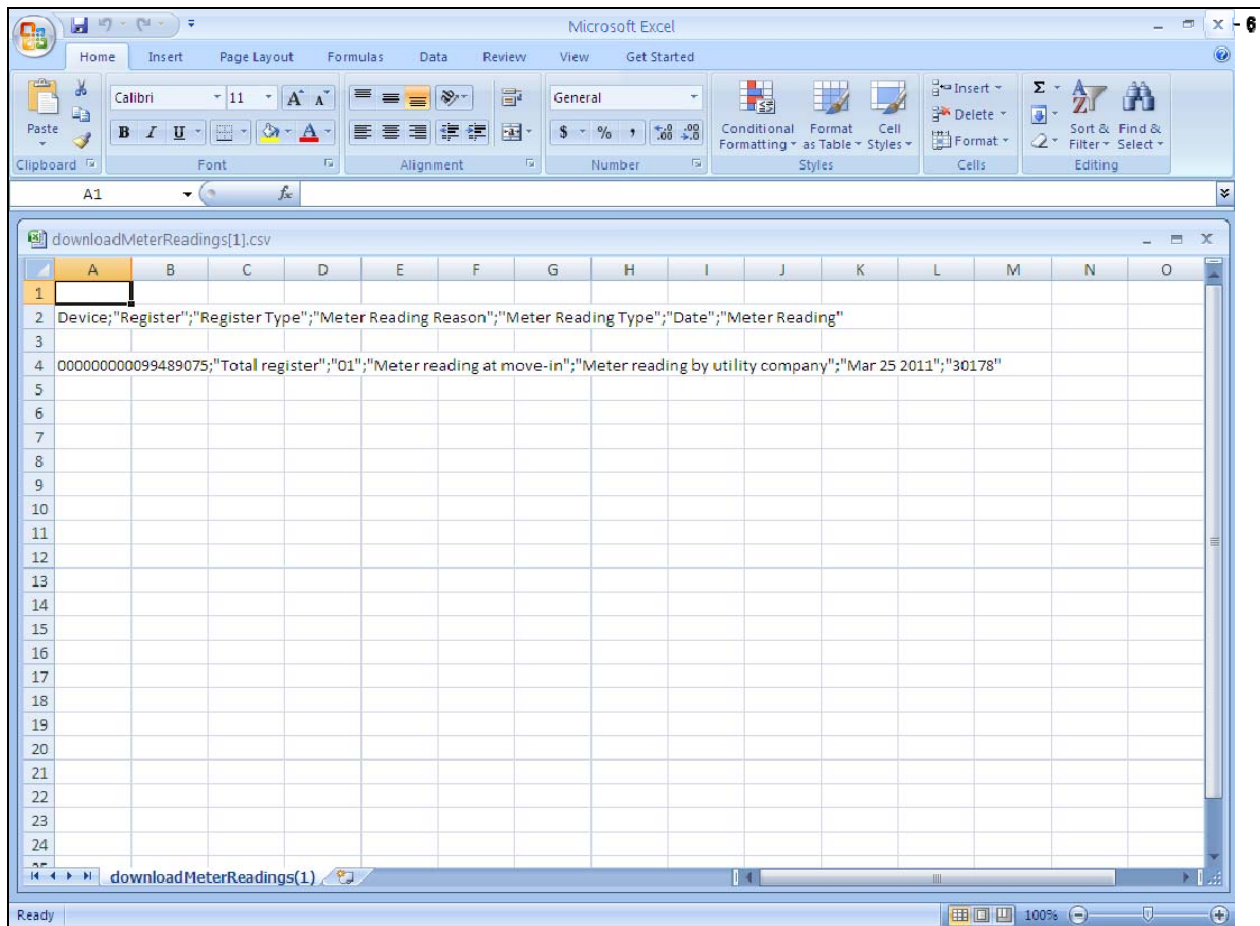 Microsoft Excel
- 6
Home Insert Page Layout Formulas Data Review View Get Started
Paste
Calibri 11 A A
General
B I U A $ % , .00 .00 .0
Conditional Formatting Format as Table Cell Styles
Insert
Delete
Format
Σ
Sort & Filter Find & Select
Clipboard Font Alignment Number Styles Cells Editing
A1 fx
downloadMeterReadings[1].csv
A B C D E F G H I J K L M N O
1
2 Device;"Register";"Register Type";"Meter Reading Reason";"Meter Reading Type";"Date";"Meter Reading"
3
4 000000000099489075;"Total register";"01";"Meter reading at move-in";"Meter reading by utility company";"Mar 25 2011";"30178"
5
6
7
8
9
10
11
12
13
14
15
16
17
18
19
20
21
22
23
24
downloadMeterReadings(1)
Ready 100%